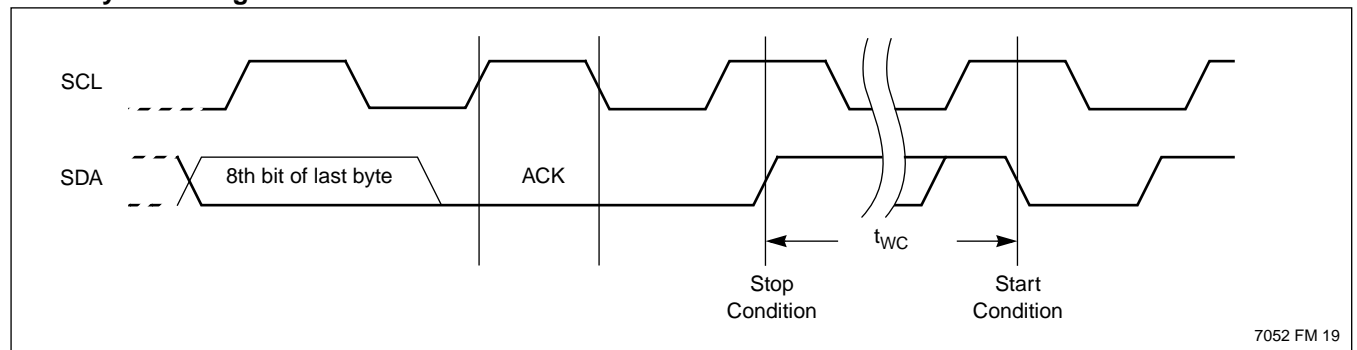 SCL
SDA
8th bit of last byte
ACK
tWC
Stop
Condition
Start
Condition
7052 FM 19